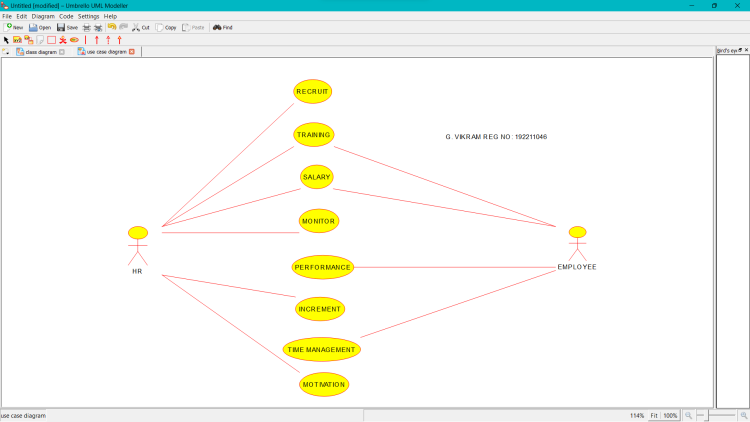 Untitled [modified] – Umbrello UML Modeller
File Edit Diagram Code Settings Help
New Open Save Cut Copy Paste Find
class diagram use case diagram
Bird's ey
RECRUIT
TRAINING
G. VIKRAM REG NO: 192211046
SALARY
MONITOR
HR
PERFORMANCE
EMPLOYEE
INCREMENT
TIME MANAGEMENT
MOTIVATION
use case diagram
114% Fit 100%